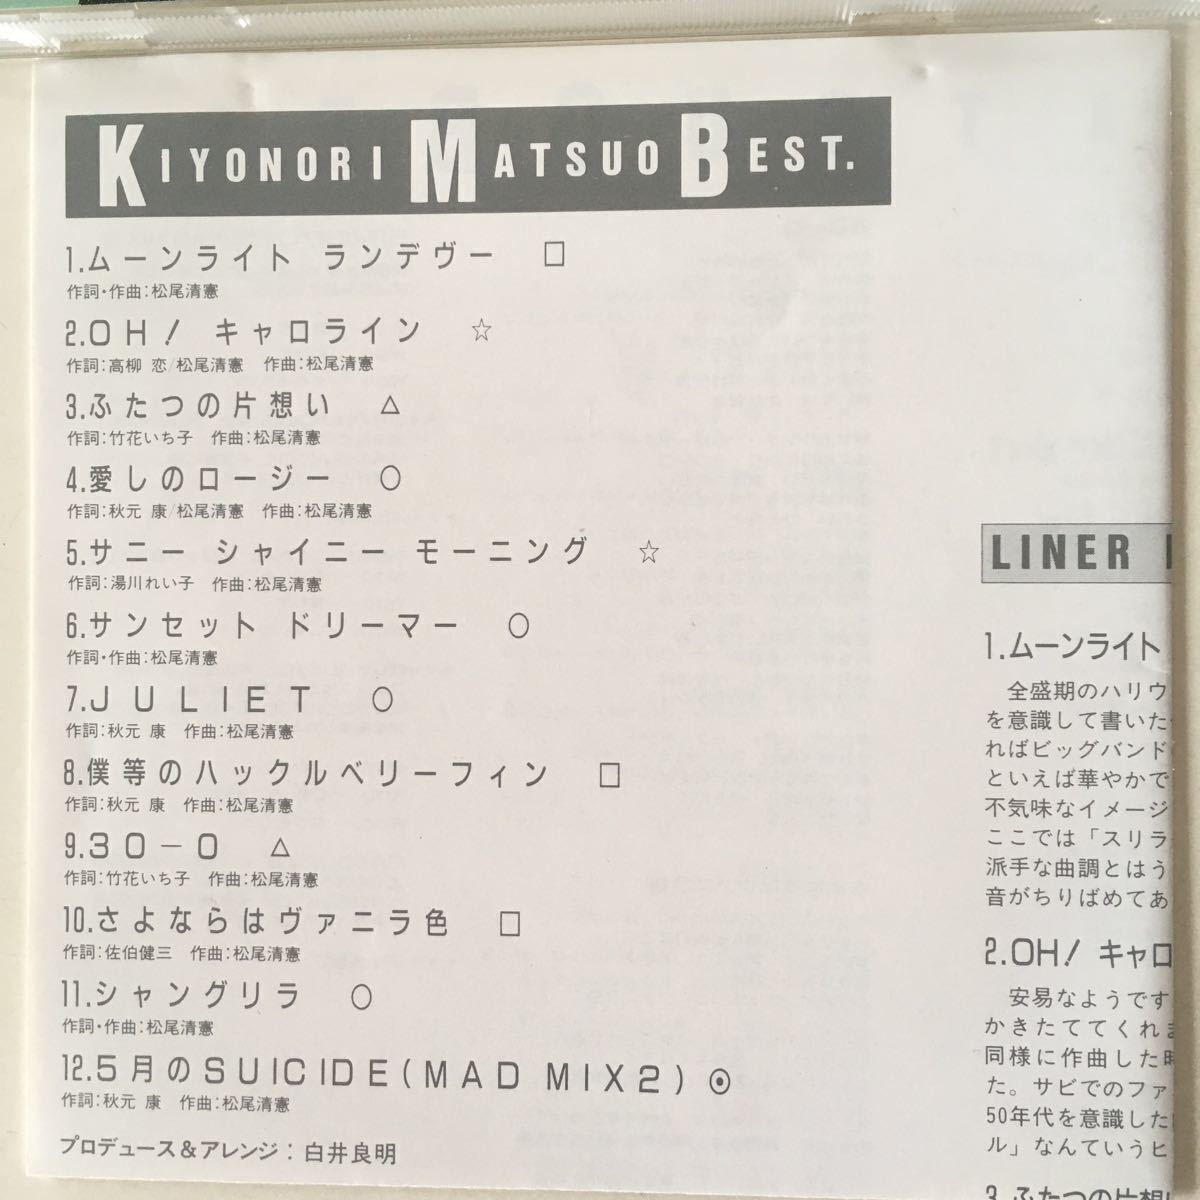 KIYONORI MATSUO BEST.
1.ムーンライト ランデヴー □
作詞・作曲:松尾清憲
2.OH! キャロライン ☆
作詞:高柳 恋/松尾清憲 作曲:松尾清憲
3.ふたつの片想い △
作詞:竹花いち子 作曲:松尾清憲
4.愛しのロージー ○
作詞:秋元 康/松尾清憲 作曲:松尾清憲
5.サニー シャイニー モーニング ☆
作詞:湯川れい子 作曲:松尾清憲
6.サンセット ドリーマー ○
作詞・作曲:松尾清憲
7.JULIET ○
作詞:秋元 康 作曲:松尾清憲
8.僕等のハックルベリーフィン □
作詞:秋元 康 作曲:松尾清憲
9.30-0 △
作詞:竹花いち子 作曲:松尾清憲
10.さよならはヴァニラ色 □
作詞:佐伯健三 作曲:松尾清憲
11.シャングリラ ○
作詞・作曲:松尾清憲
12.5月のSUICIDE(MAD MIX2) ⊙
作詞:秋元 康 作曲:松尾清憲
プロデュース&アレンジ:白井良明
LINER
1.ムーンライト
全盛期のハリウ
を意識して書いた
ればビッグバンド
といえば華やかで
不気味なイメージ
ここでは「スリラ
派手な曲調とはう
音がちりばめてあ
2.OH! キャロ
安易なようです
かきたててくれま
同様に作曲した時
た。サビでのファ
50年代を意識した
ル」なんていうヒ
3.ふたつの片想い